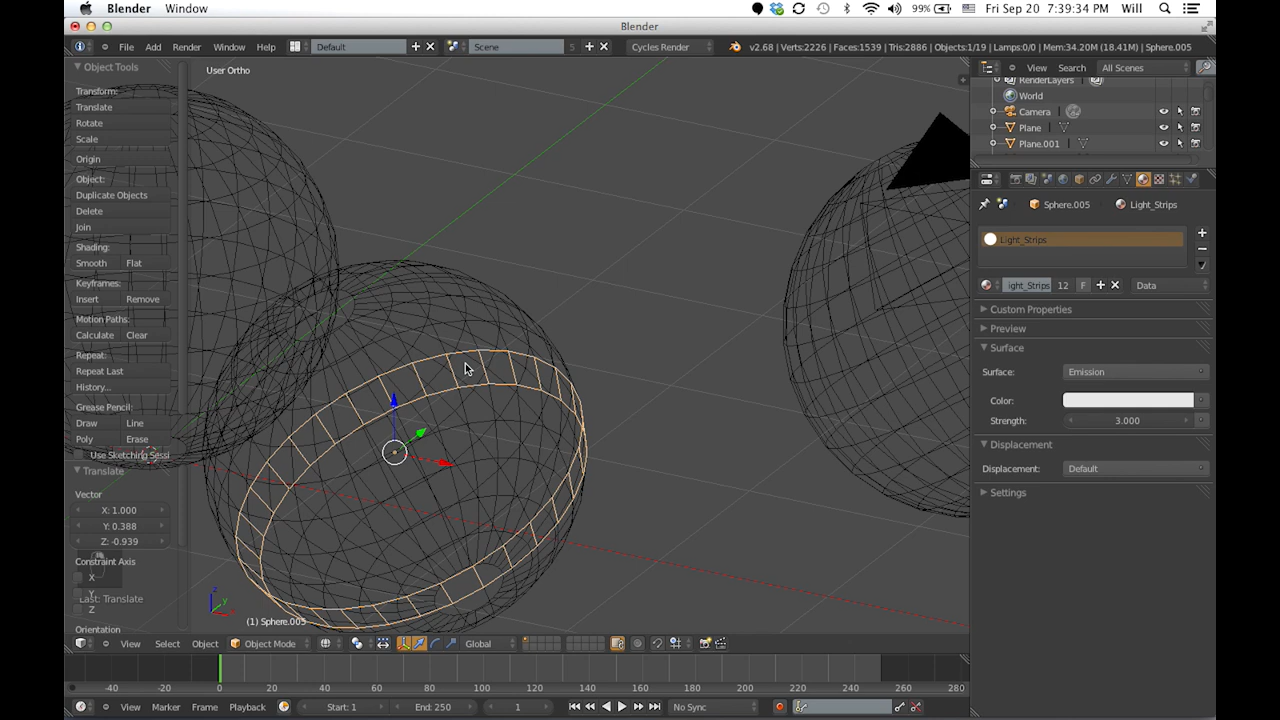 Blender Window 99% Fri Sep 20 7:39:34 PM Will
Blender
File Add Render Window Help Default Scene 5 Cycles Render v2.68 | Verts:2226 | Faces:1539 | Tris:2886 | Objects:1/19 | Lamps:0/0 | Mem:34.20M (18.41M) | Sphere.005
Object Tools
Transform:
Translate
Rotate
Scale
Origin
Object:
Duplicate Objects
Delete
Join
Shading:
Smooth Flat
Keyframes:
Insert Remove
Motion Paths:
Calculate Clear
Repeat:
Repeat Last
History...
Grease Pencil:
Draw Line
Poly Erase
Use Sketching Sessi
Translate
Vector
X: 1.000
Y: 0.388
Z: -0.939
Constraint Axis
X
Y
Last: Translate
Z
Orientation
User Ortho
z
y
(1) Sphere.005
View Select Object Object Mode Global
-40 -20 0 20 40 60 80 100 120 140 160 180 200 220 240 260 280
View Marker Frame Playback Start: 1 End: 250 1 No Sync
View Search All Scenes
RenderLayers
World
Camera
Plane
Plane.001
Sphere.005 Light_Strips
Light_Strips
ight_Strips 12 F Data
Custom Properties
Preview
Surface
Surface: Emission
Color:
Strength: 3.000
Displacement
Displacement: Default
Settings